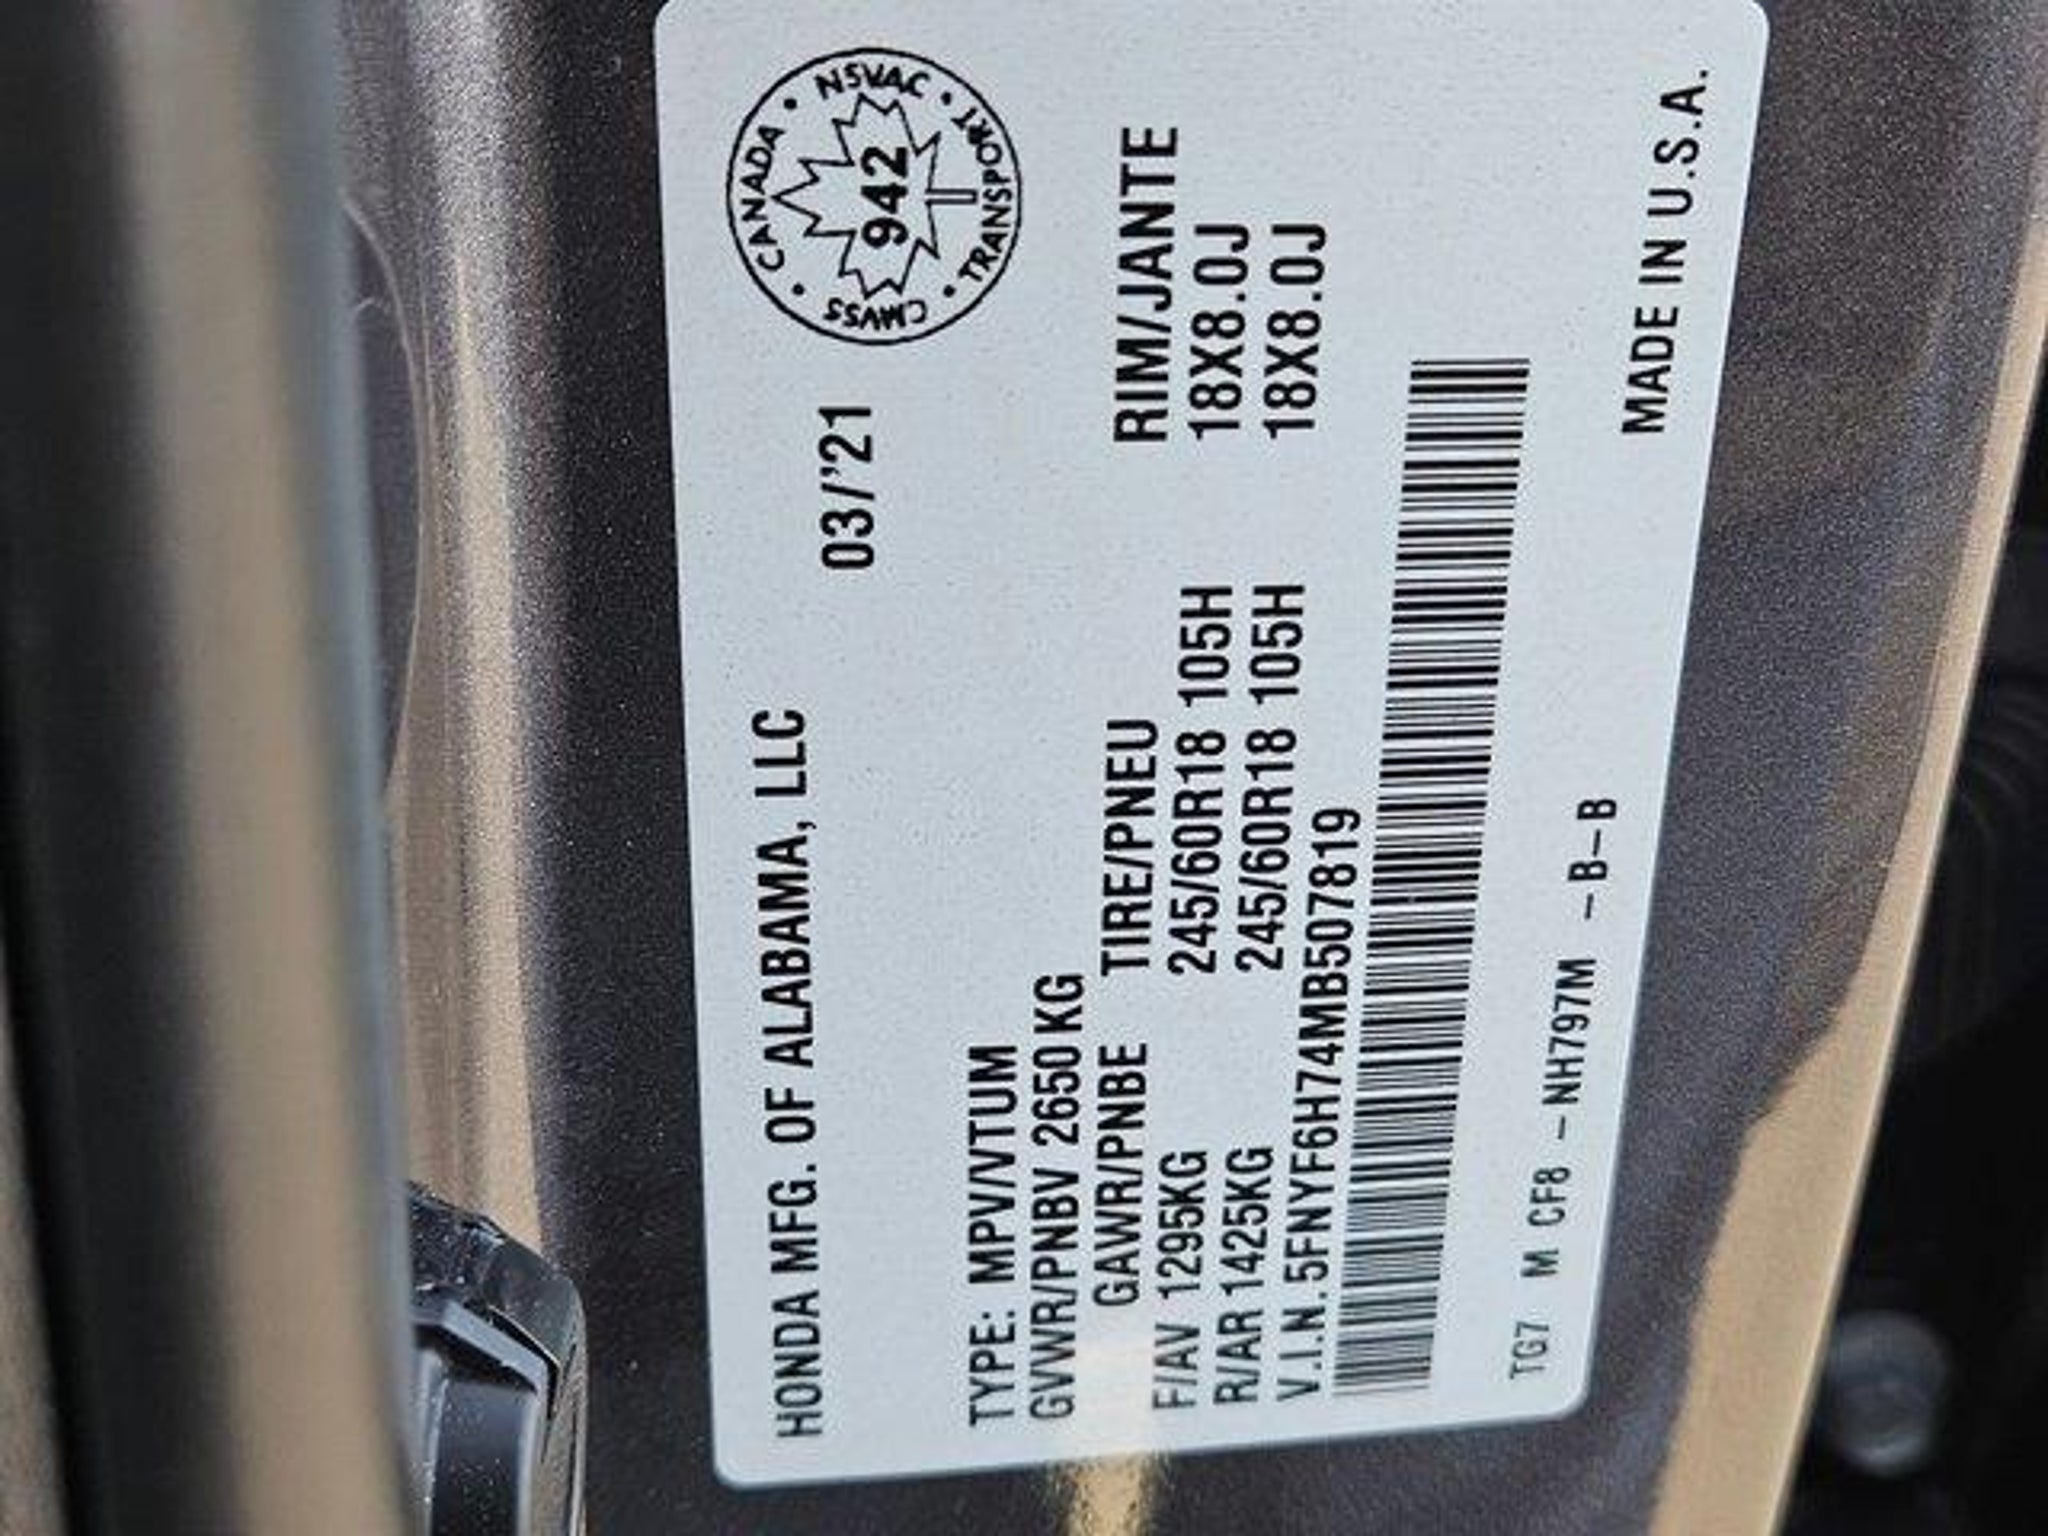 HONDA MFG. OF ALABAMA, LLC
03/'21
CANADA • NSVAC • TRANSPORT • CMVSS •
942
TYPE: MPV/VTUM
GVWR/PNBV 2650KG
GAWR/PNBE TIRE/PNEU RIM/JANTE
F/AV 1295KG 245/60R18 105H 18X8.0J
R/AR 1425KG 245/60R18 105H 18X8.0J
V.I.N.5FNYF6H74MB507819
TG7 M CF8 -NH797M -B-B
MADE IN U.S.A.